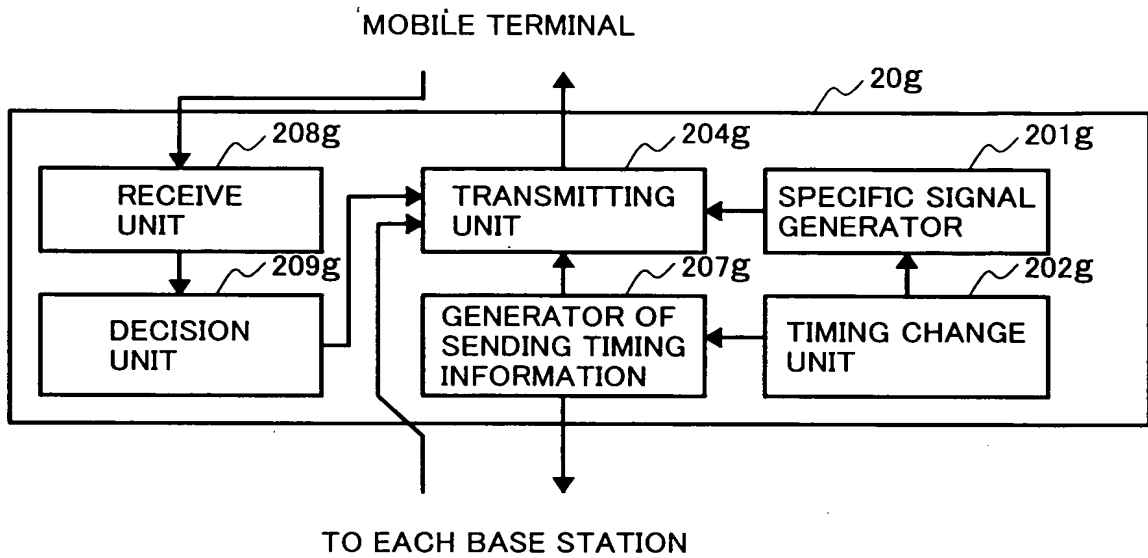 MOBILE TERMINAL
20g
208g
204g
201g
RECEIVE
UNIT
TRANSMITTING
UNIT
SPECIFIC SIGNAL
GENERATOR
209g
207g
202g
DECISION
UNIT
GENERATOR OF
SENDING TIMING
INFORMATION
TIMING CHANGE
UNIT
TO EACH BASE STATION